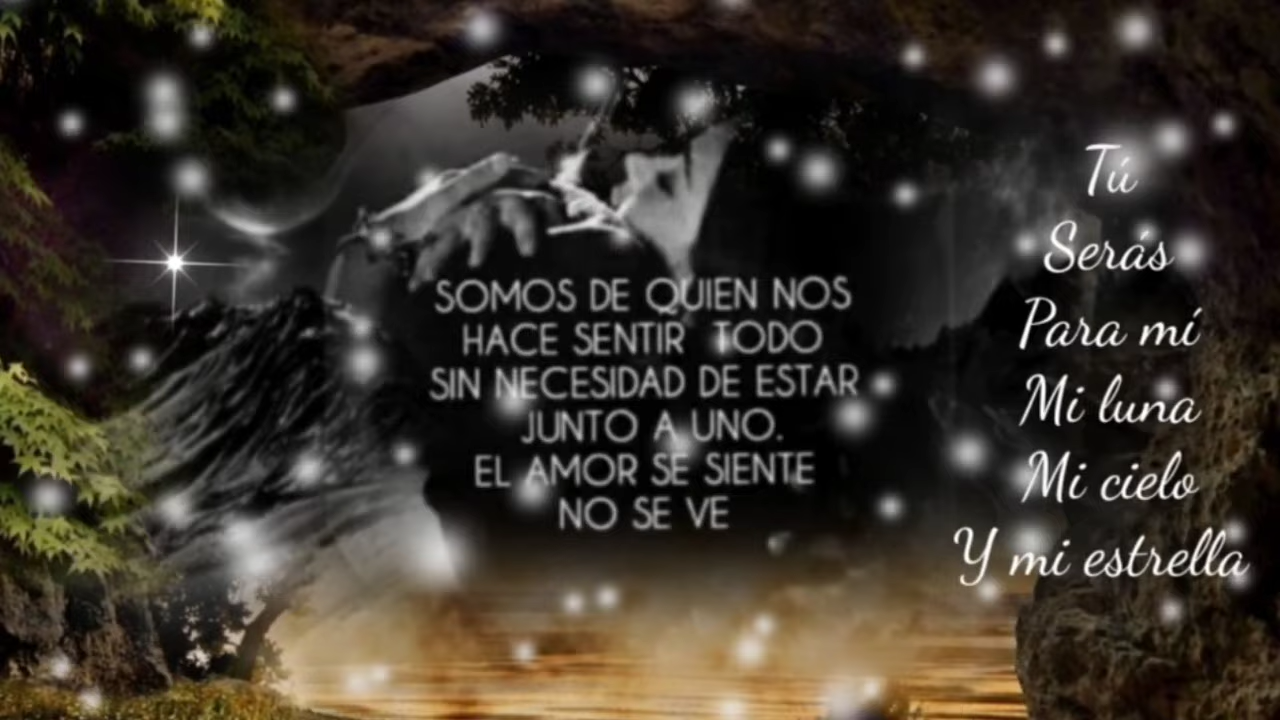 SOMOS DE QUIEN NOS
HACE SENTIR TODO
SIN NECESIDAD DE ESTAR
JUNTO A UNO.
EL AMOR SE SIENTE
NO SE VE
Tú
Serás
Para mí
Mi luna
Mi cielo
Y mi estrella